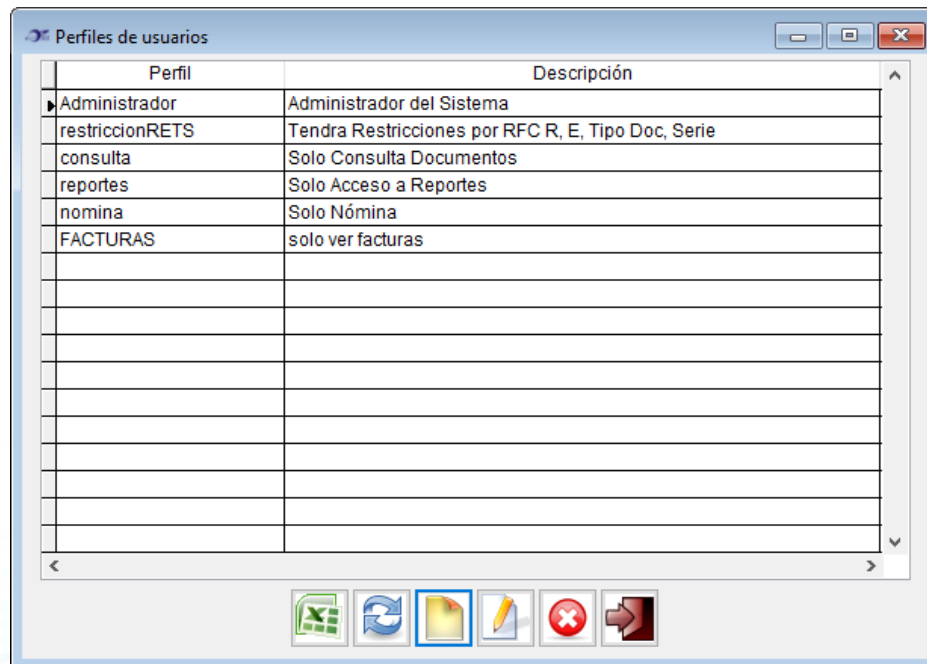 Perfiles de usuarios
Perfil Descripción
Administrador Administrador del Sistema
restriccionRETS Tendra Restricciones por RFC R, E, Tipo Doc, Serie
consulta Solo Consulta Documentos
reportes Solo Acceso a Reportes
nomina Solo Nómina
FACTURAS solo ver facturas